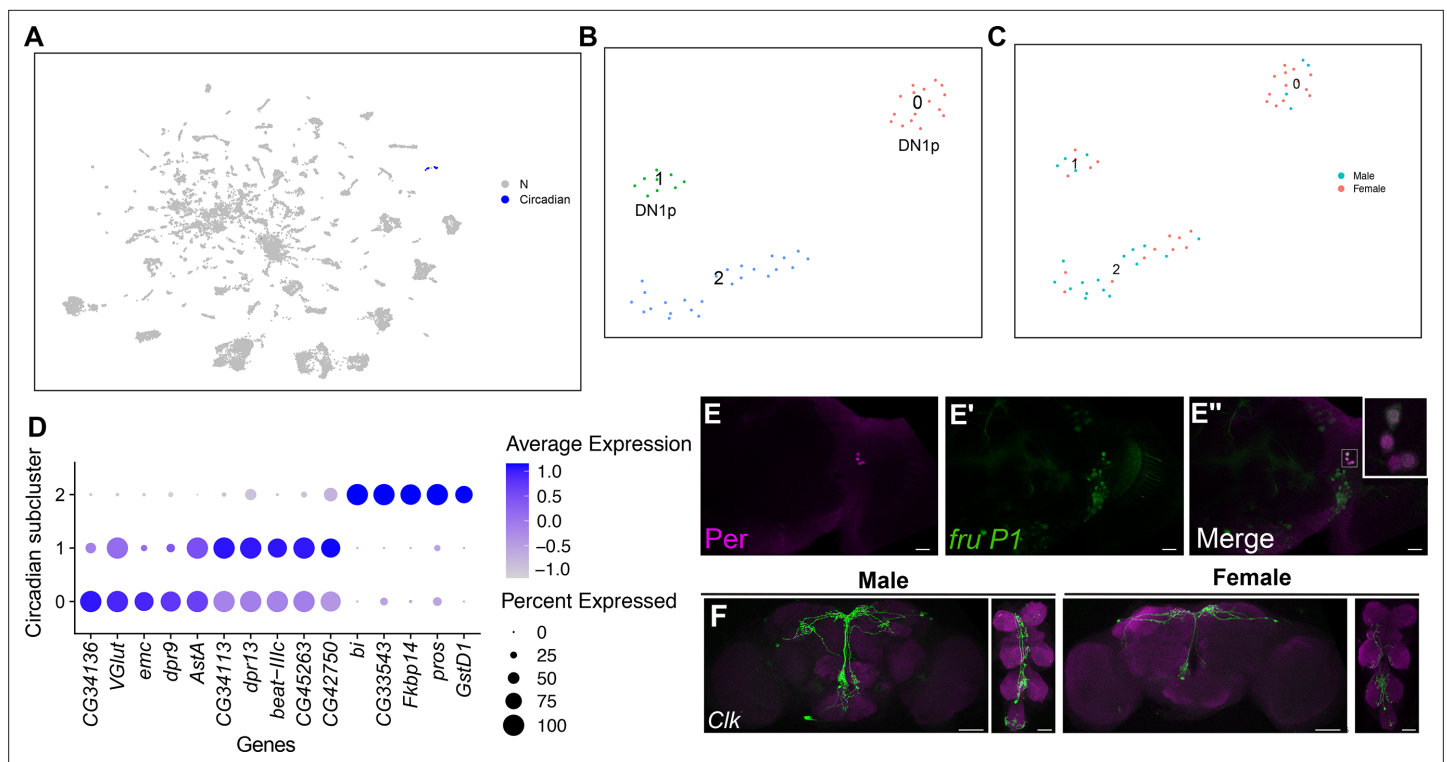 A
N
Circadian
B
0
DN1p
1
DN1p
2
C
0
1
Male
Female
2
D
Circadian subcluster
2
1
0
CG34136
VGlut
emc
dpr9
AstA
CG34113
dpr13
beat-IIIc
CG45263
CG42750
bi
CG33543
Fkbp14
pros
GstD1
Genes
Average Expression
1.0
0.5
0.0
−0.5
−1.0
Percent Expressed
0
25
50
75
100
E
Per
E'
fru P1
E"
Merge
Male
Female
F
Clk